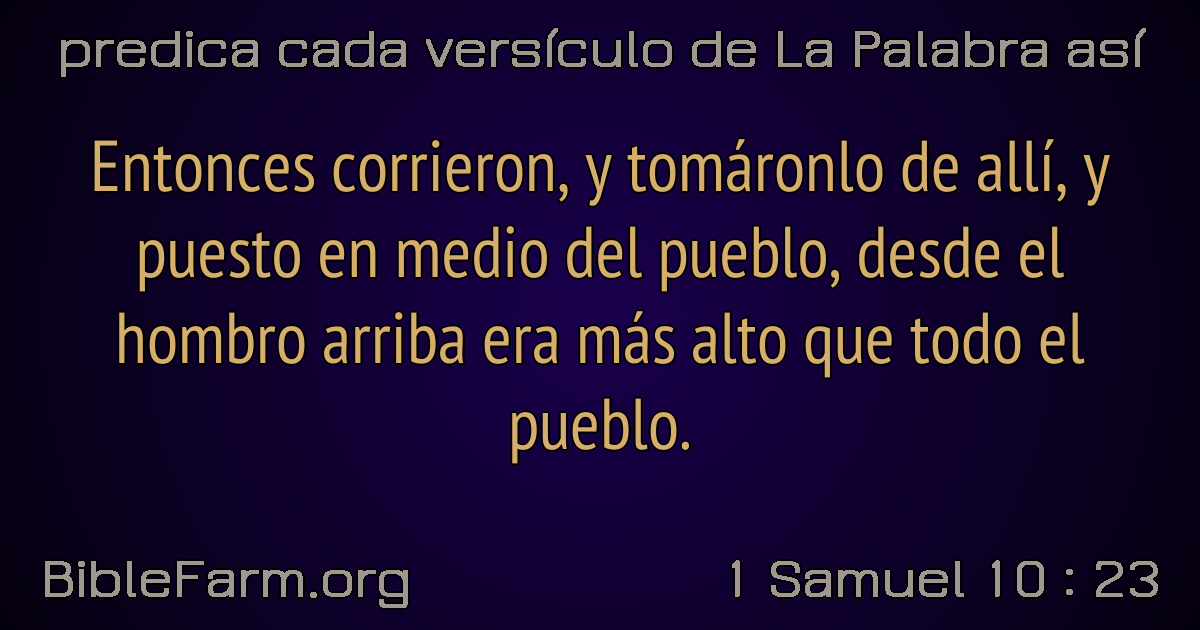 predica cada versículo de La Palabra así
Entonces corrieron, y tomáronlo de allí, y
puesto en medio del pueblo, desde el
hombro arriba era más alto que todo el
pueblo.
BibleFarm.org
1 Samuel 10 : 23